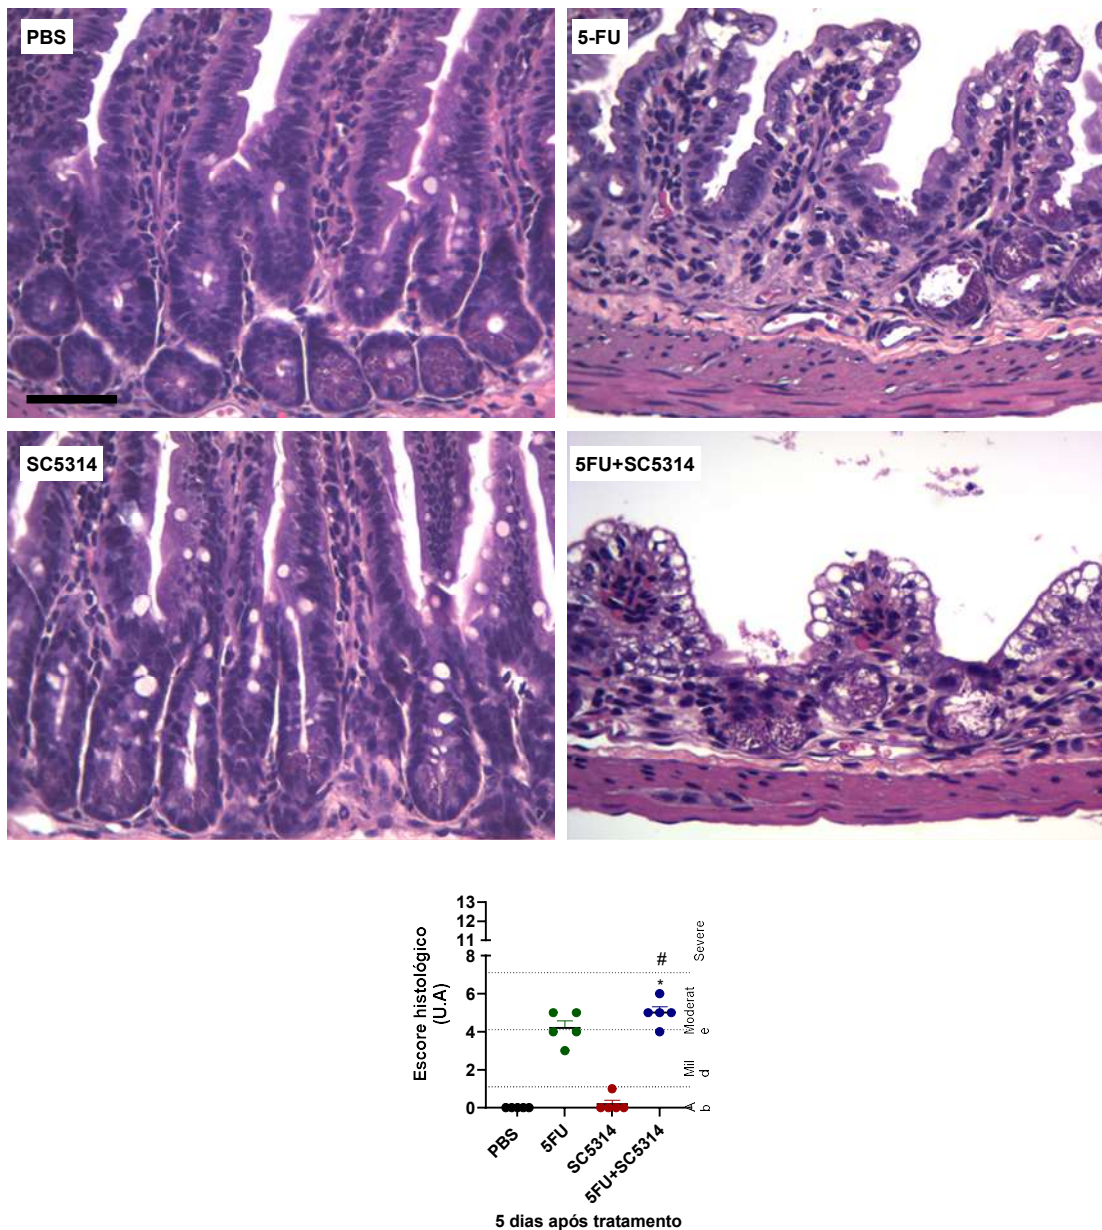 PBS
5-FU
SC5314
5FU+SC5314
Escore histológico
(U.A)
13
12
11
8
6
4
2
0
#
*
Severe
Moderat
e
Mil
d
A
b
PBS
5FU
SC5314
5FU+SC5314
5 dias após tratamento